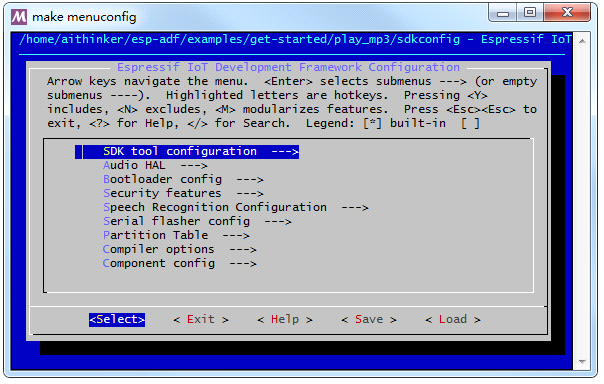 make menuconfig
/home/aithinker/esp-adf/examples/get-started/play_mp3/sdkconfig - Espressif IoT
Espressif IoT Development Framework Configuration
Arrow keys navigate the menu.  <Enter> selects submenus ---> (or empty
submenus ----).  Highlighted letters are hotkeys.  Pressing <Y>
includes, <N> excludes, <M> modularizes features.  Press <Esc><Esc> to
exit, <?> for Help, </> for Search.  Legend: [*] built-in  [ ]
SDK tool configuration  --->
Audio HAL  --->
Bootloader config  --->
Security features  --->
Speech Recognition Configuration  --->
Serial flasher config  --->
Partition Table  --->
Compiler options  --->
Component config  --->
<Select>    < Exit >    < Help >    < Save >    < Load >